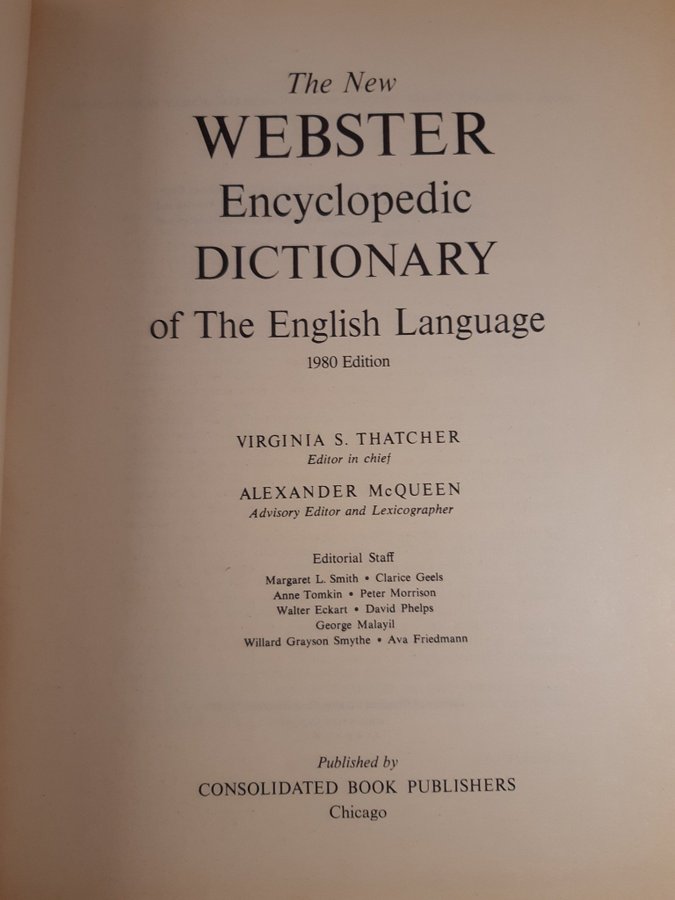 The New
WEBSTER
Encyclopedic
DICTIONARY
of The English Language
1980 Edition
VIRGINIA S. THATCHER
Editor in chief
ALEXANDER McQUEEN
Advisory Editor and Lexicographer
Editorial Staff
Margaret L. Smith • Clarice Geels
Anne Tomkin • Peter Morrison
Walter Eckart • David Phelps
George Malayil
Willard Grayson Smythe • Ava Friedmann
Published by
CONSOLIDATED BOOK PUBLISHERS
Chicago